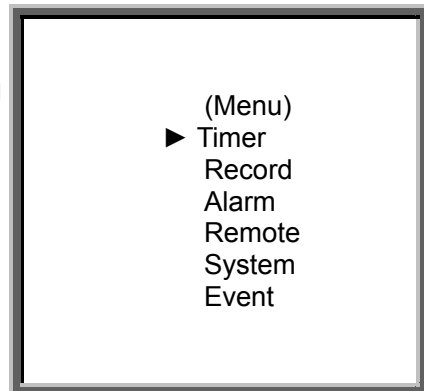 (Menu)
► Timer
Record
Alarm
Remote
System
Event